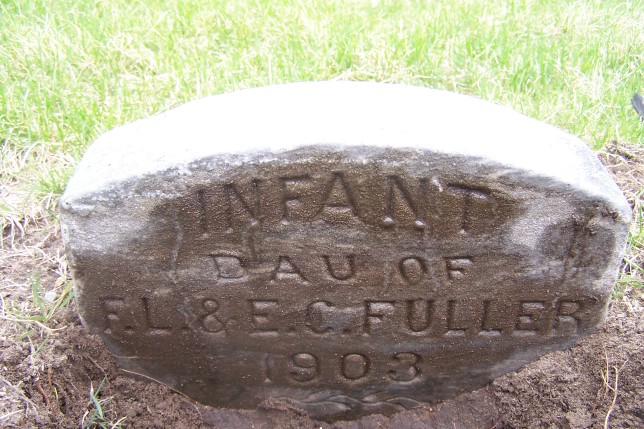 INFANT
DAU OF
F.L. & E.C. FULLER
1903